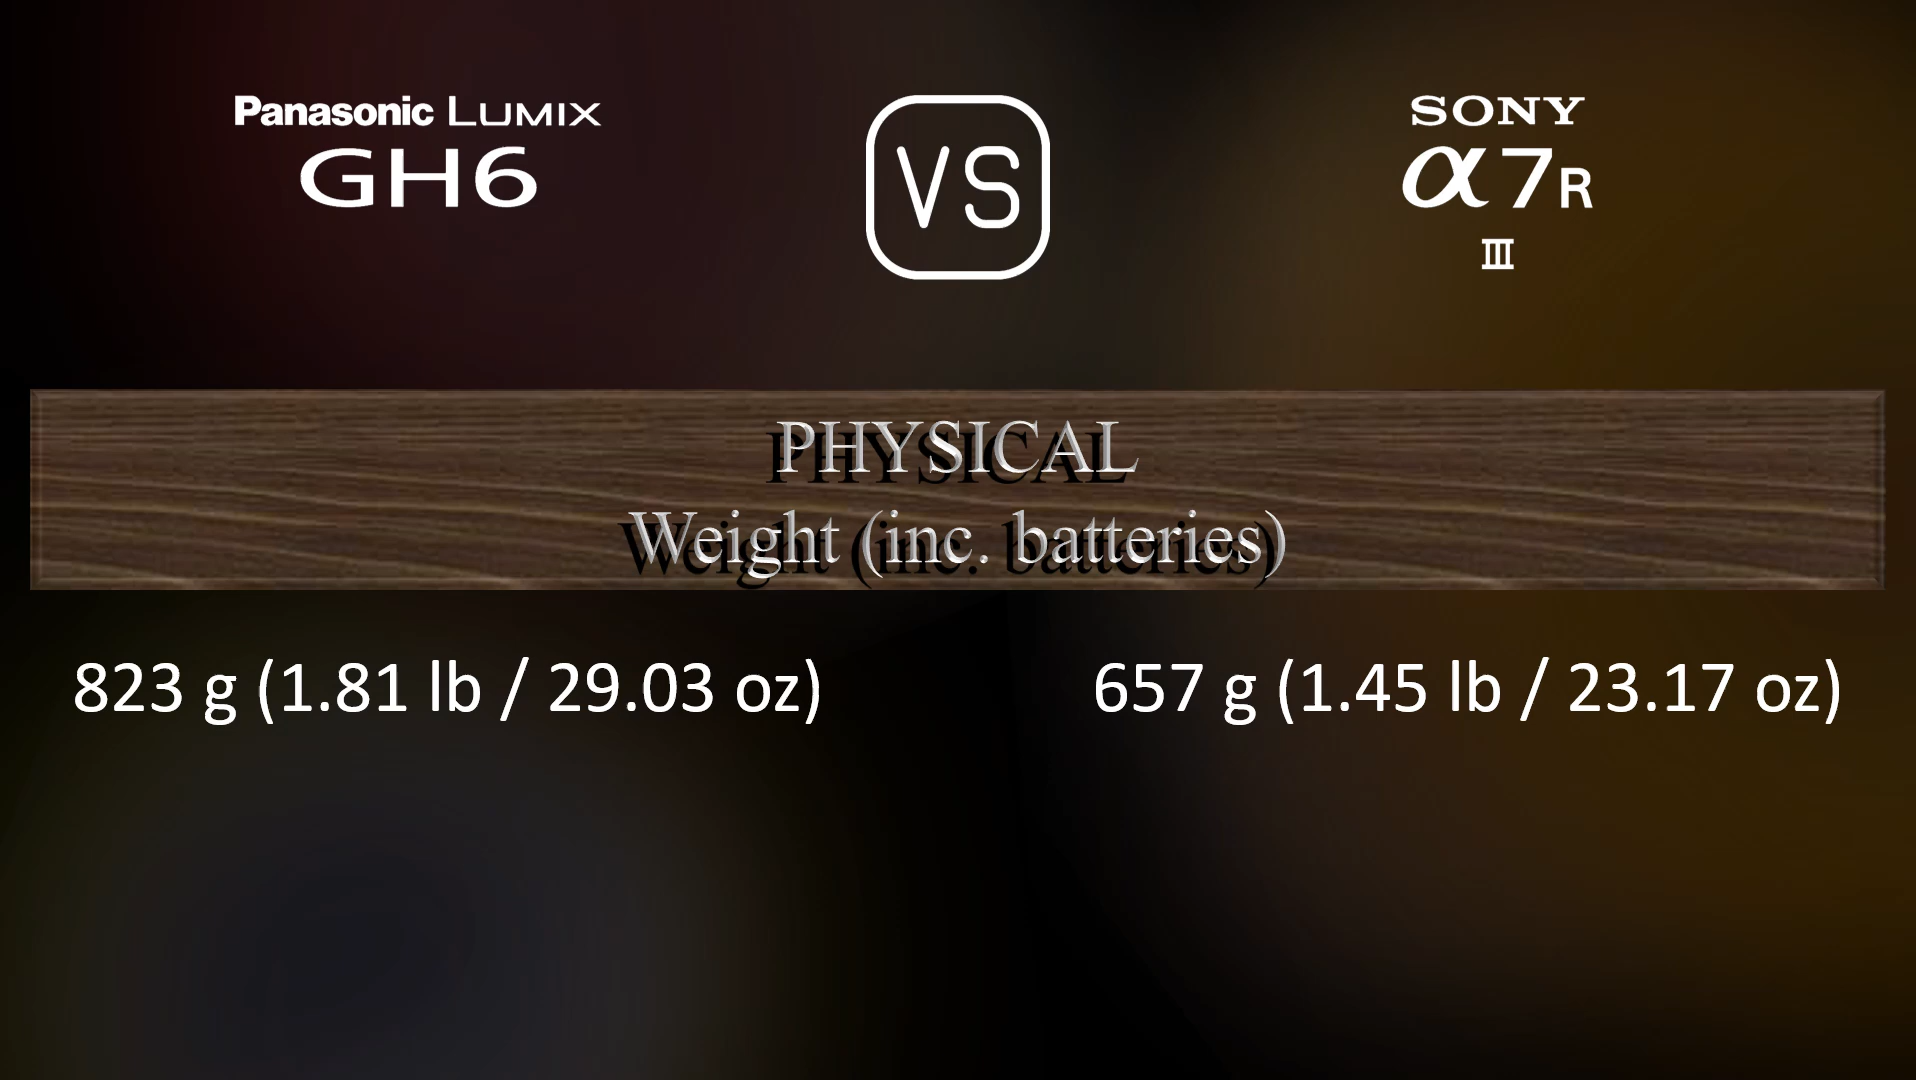 Panasonic LUMIX
GH6
VS
SONY
α7R
III
PHYSICAL
Weight (inc. batteries)
823 g (1.81 lb / 29.03 oz)
657 g (1.45 lb / 23.17 oz)